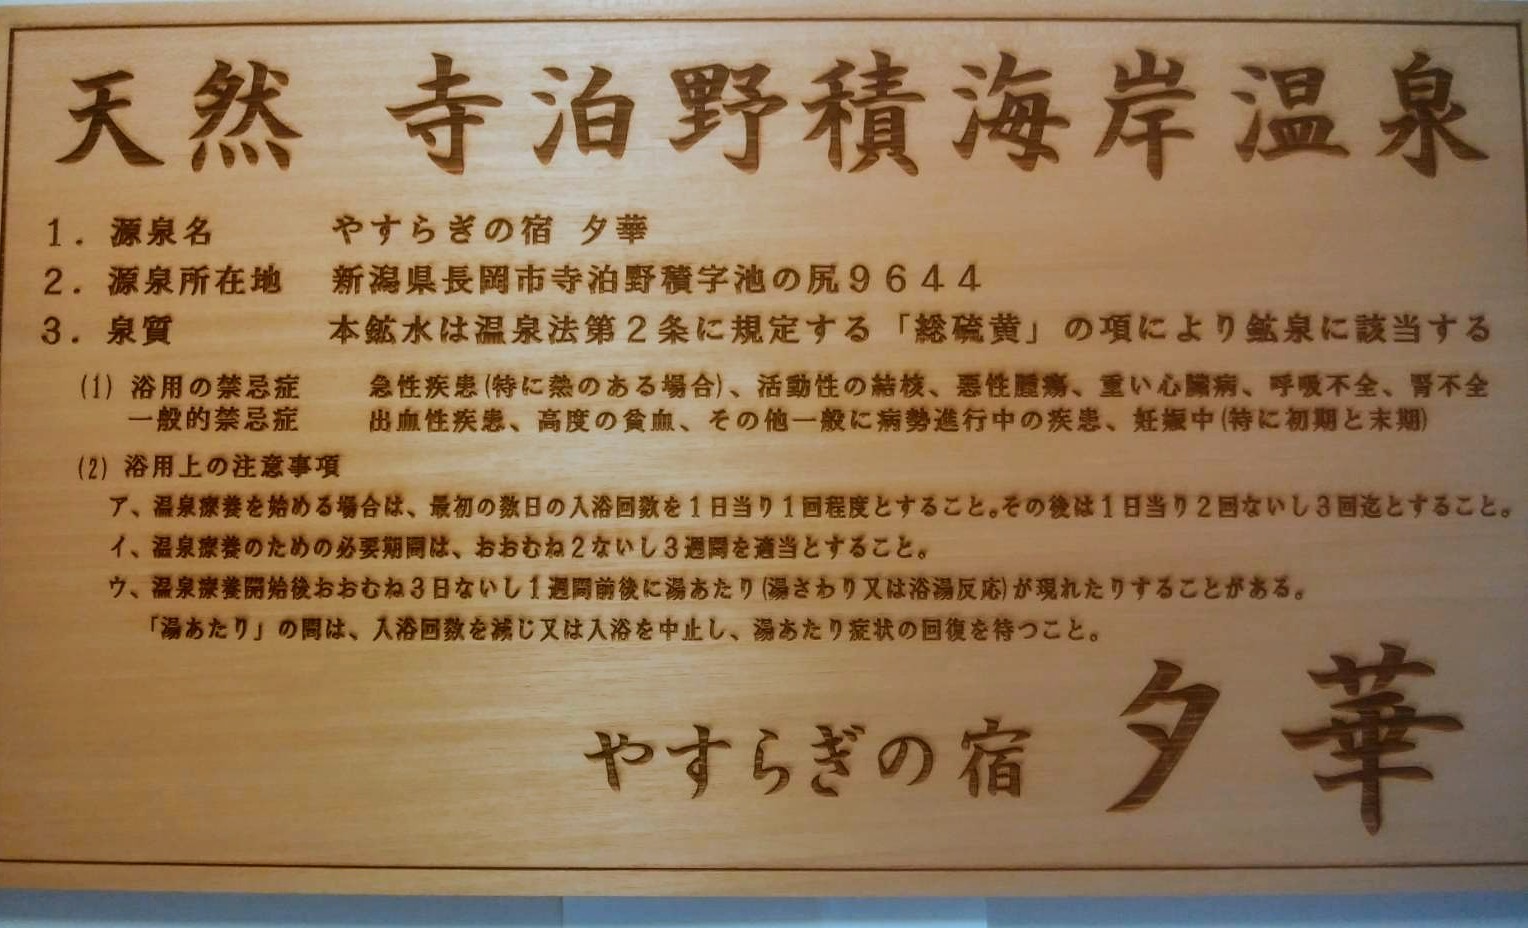 天然 寺泊野積海岸温泉
1. 源泉名 やすらぎの宿 夕華
2. 源泉所在地 新潟県長岡市寺泊野積字池の尻9644
3. 泉質 本鉱水は温泉法第2条に規定する「総硫黄」の項により鉱泉に該当する
(1) 浴用の禁忌症 急性疾患(特に熱のある場合)、活動性の結核、悪性腫瘍、重い心臓病、呼吸不全、腎不全
一般的禁忌症 出血性疾患、高度の貧血、その他一般に病勢進行中の疾患、妊娠中(特に初期と末期)
(2) 浴用上の注意事項
ア、温泉療養を始める場合は、最初の数日の入浴回数を1日当り1回程度とすること。その後は1日当り2回ないし3回迄とすること。
イ、温泉療養のための必要期間は、おおむね2ないし3週間を適当とすること。
ウ、温泉療養開始後おおむね3日ないし1週間前後に湯あたり(湯さわり又は浴湯反応)が現れたりすることがある。
「湯あたり」の間は、入浴回数を減じ又は入浴を中止し、湯あたり症状の回復を待つこと。
やすらぎの宿 夕華